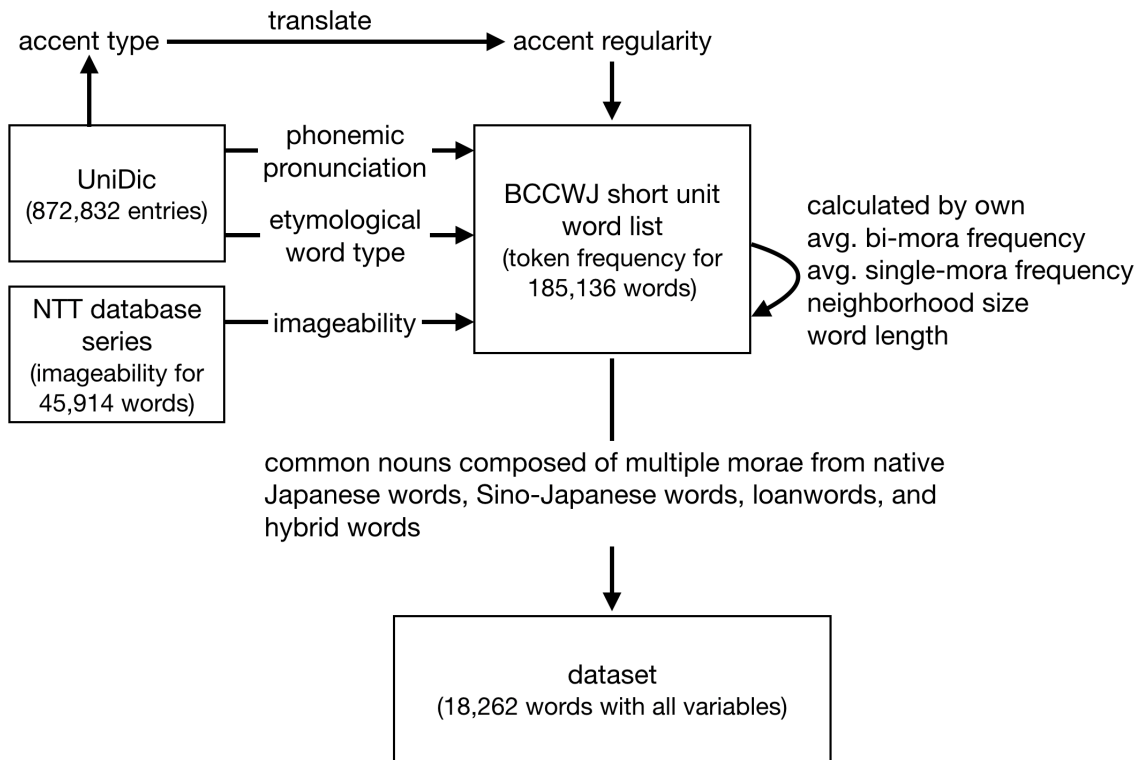 translate
accent type
accent regularity
phonemic
pronunciation
UniDic
(872,832 entries)
etymological
word type
BCCWJ short unit
word list
(token frequency for
185,136 words)
calculated by own
avg. bi-mora frequency
avg. single-mora frequency
neighborhood size
word length
NTT database
series
(imageability for
45,914 words)
imageability
common nouns composed of multiple morae from native
Japanese words, Sino-Japanese words, loanwords, and
hybrid words
dataset
(18,262 words with all variables)